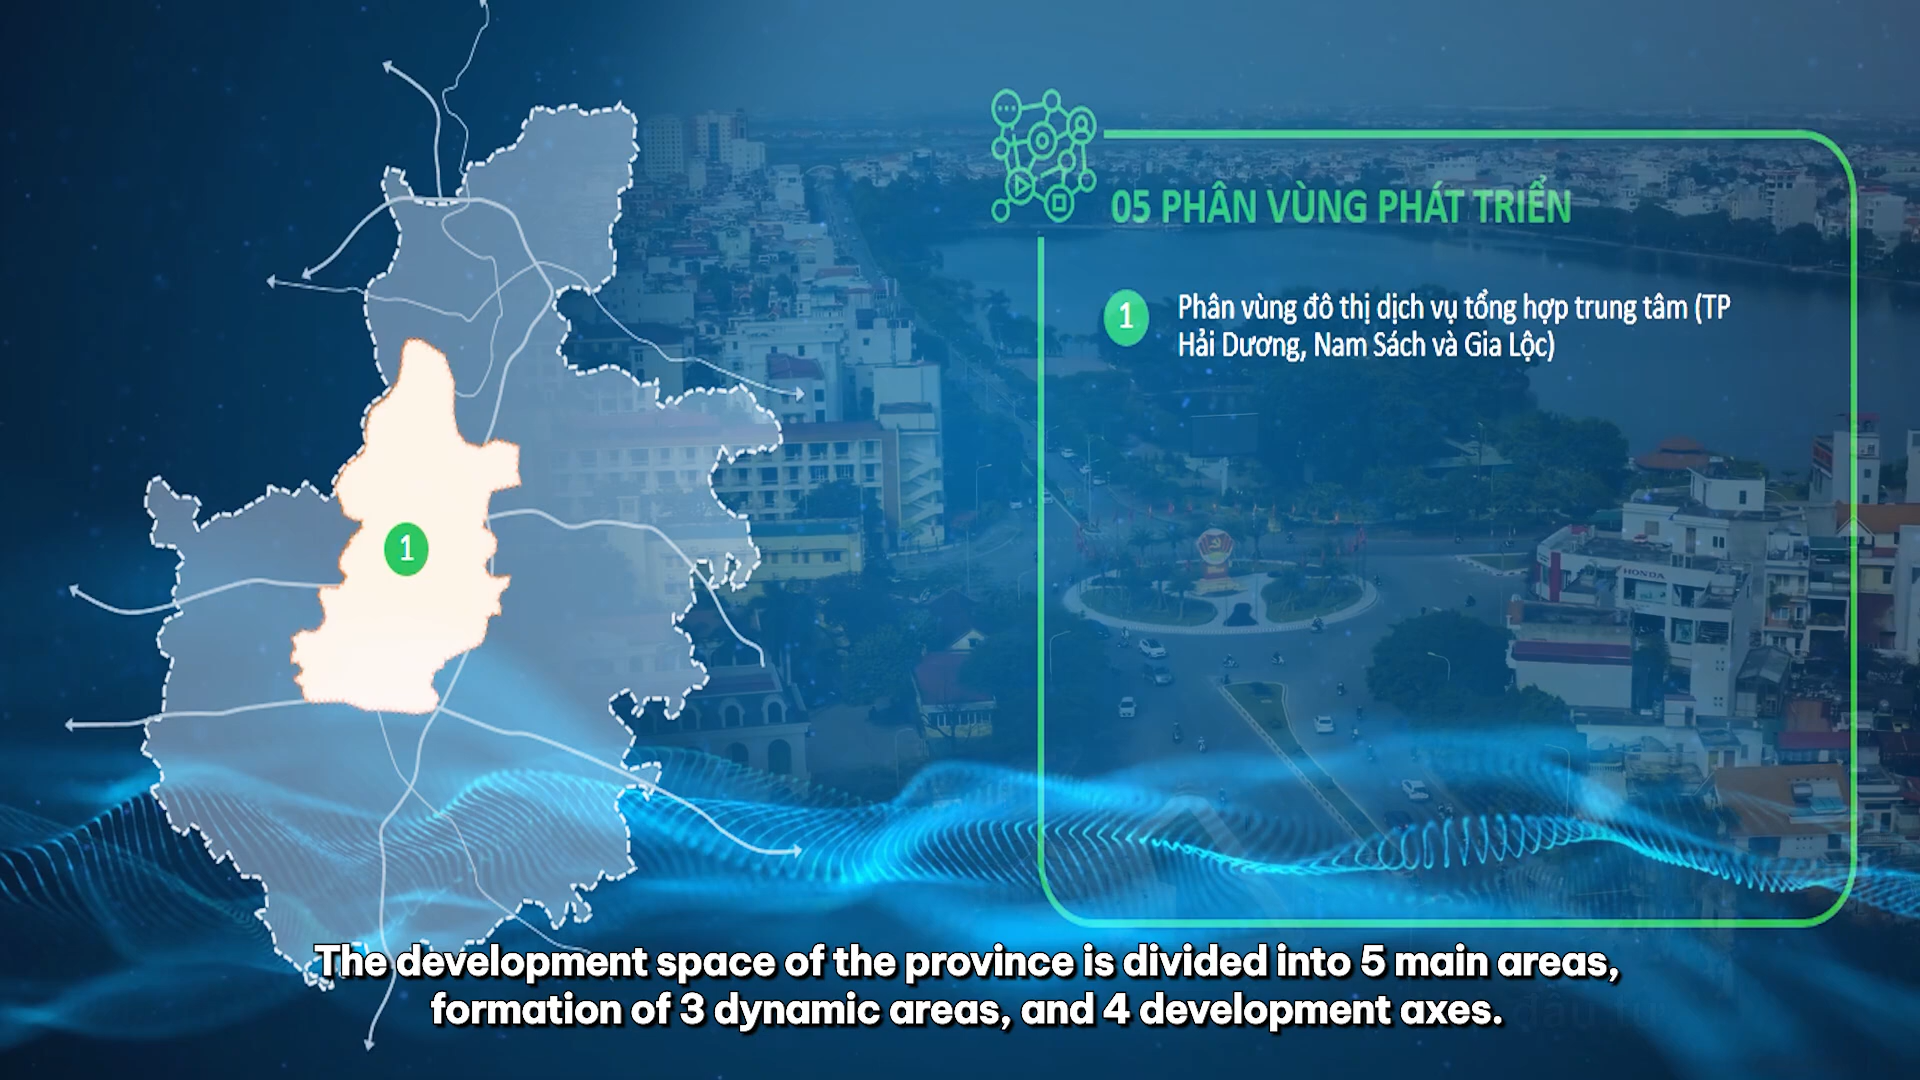 05 PHÂN VÙNG PHÁT TRIỂN
1
Phân vùng đô thị dịch vụ tổng hợp trung tâm (TP
Hải Dương, Nam Sách và Gia Lộc)
1
HONDA
The development space of the province is divided into 5 main areas,
formation of 3 dynamic areas, and 4 development axes.